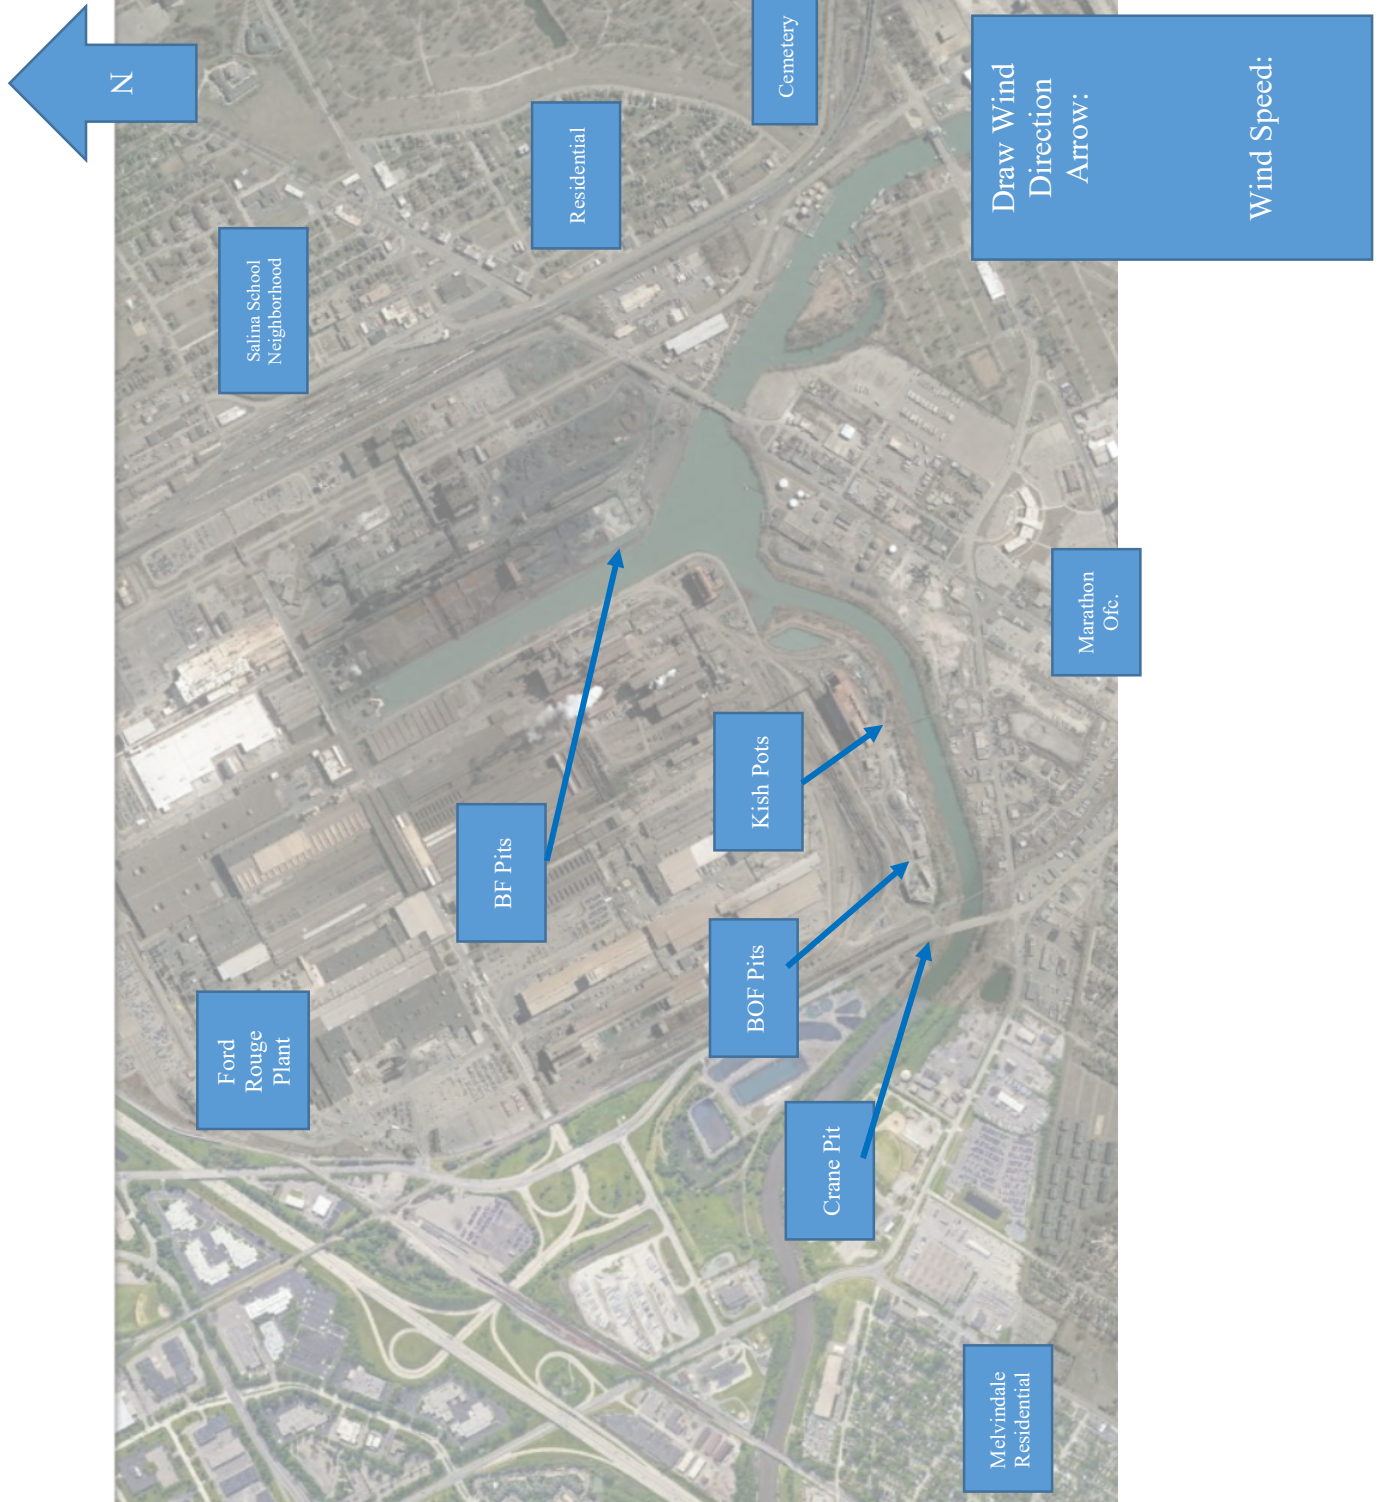 N
Ford
Rouge
Plant
Salina School
Neighborhood
BF Pits
Residential
BOF Pits
Kish Pots
Cemetery
Crane Pit
Melvindale
Residential
Marathon
Ofc.
Draw Wind
Direction
Arrow:
Wind Speed: